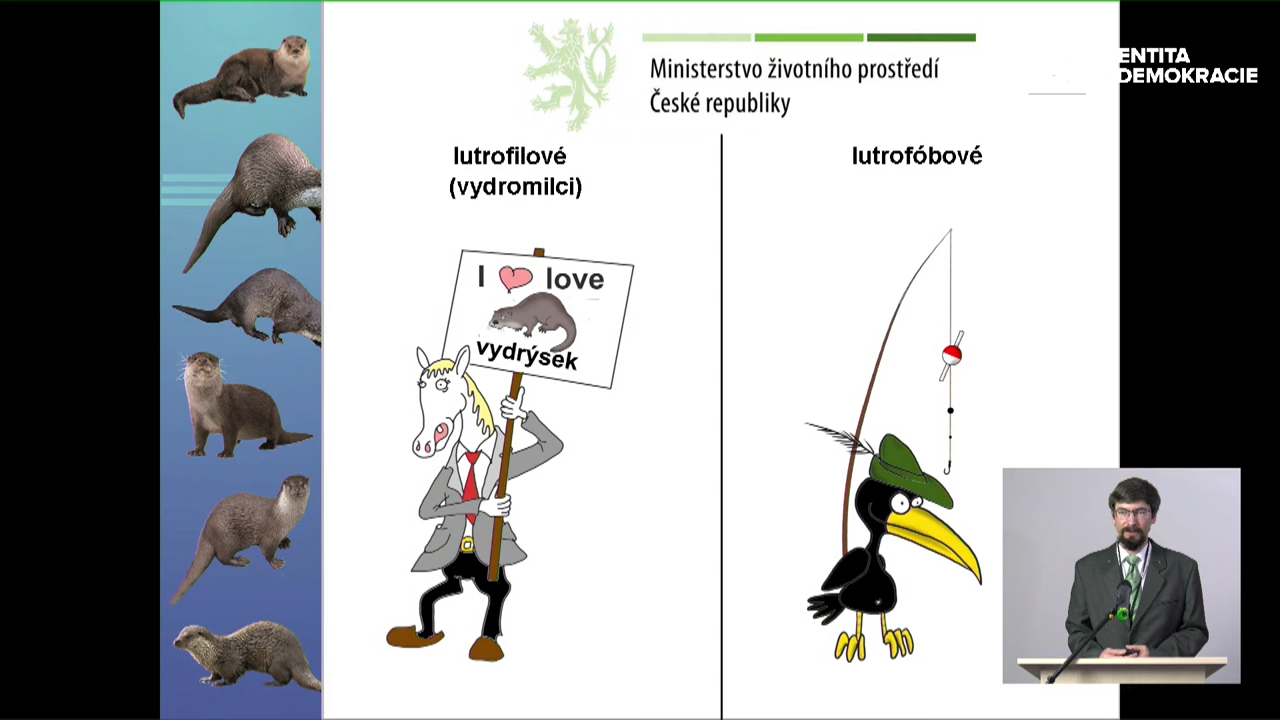 Ministerstvo životního prostředí
České republiky
ENTITA
DEMOKRACIE
lutrofilové
(vydromilci)
lutrofóbové
I love
vydrýsek